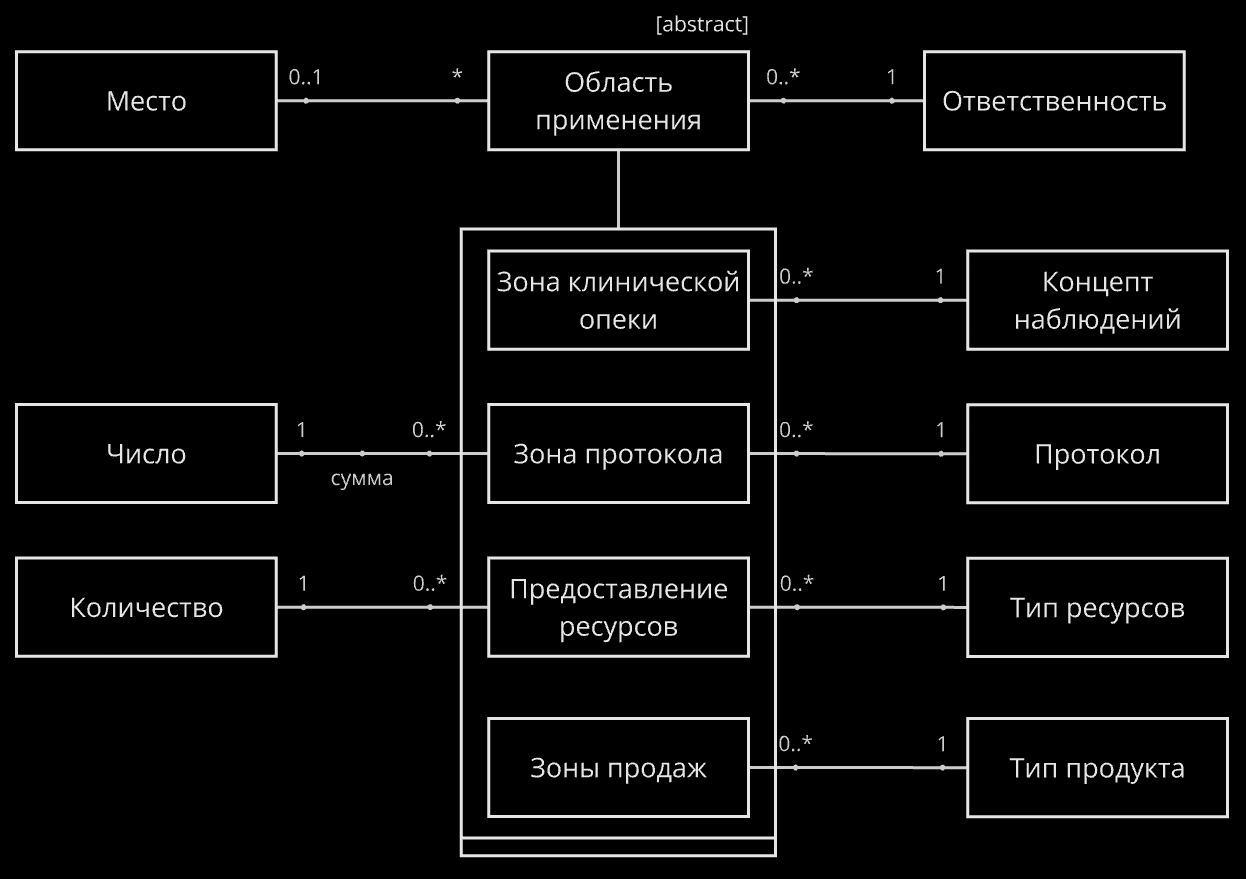 [abstract]
Место
0..1
*
Область
применения
0..*
1
Ответственность
Зона клинической
опеки
0..*
1
Концепт
наблюдений
Число
1
0..*
сумма
Зона протокола
0..*
1
Протокол
Количество
1
0..*
Предоставление
ресурсов
0..*
1
Тип ресурсов
Зоны продаж
0..*
1
Тип продукта